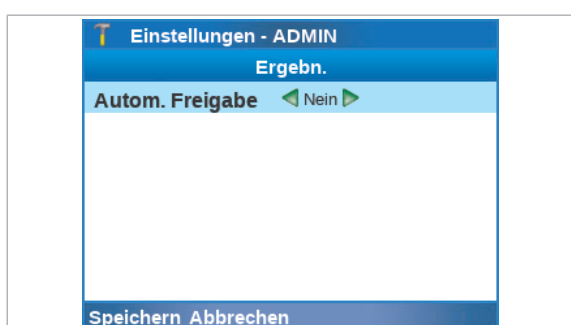 Einstellungen - ADMIN
Ergebn.
Autom. Freigabe Nein
Speichern Abbrechen